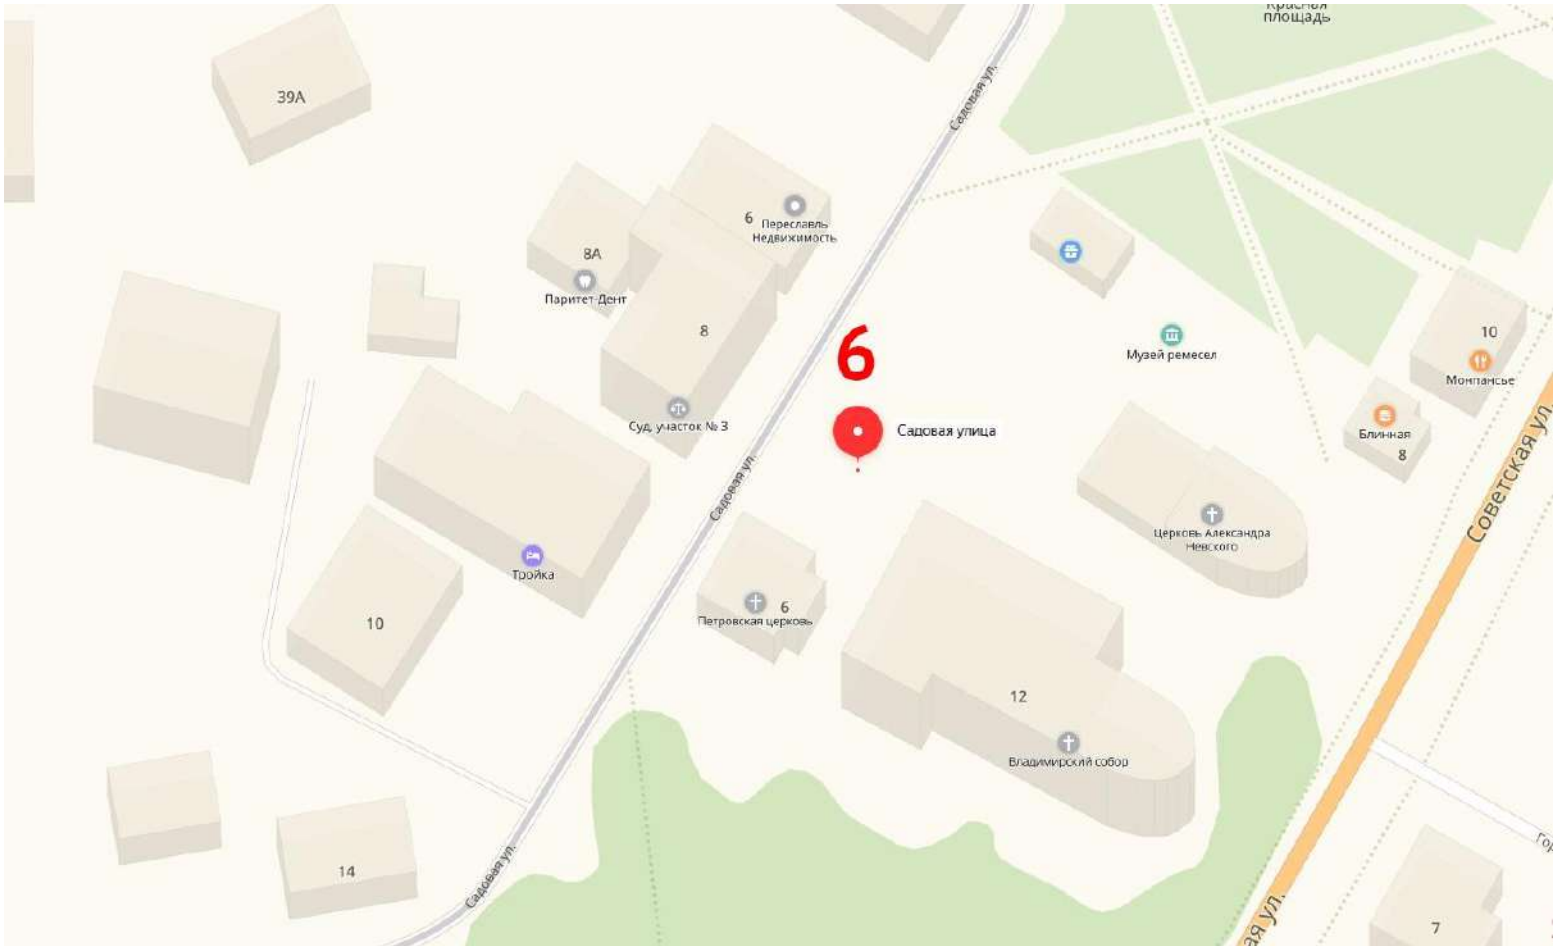 Красная
площадь
39А
Садовая ул.
6
Переславль
Недвижимость
8А
Паритет-Дент
8
6
10
Музей ремесел
Монпансье
Суд, участок № 3
Садовая улица
Блинная
8
Садовая ул.
Советская ул.
Церковь Александра
Невского
Тройка
6
Петровская церковь
10
12
Владимирский собор
14
Садовая ул.
7